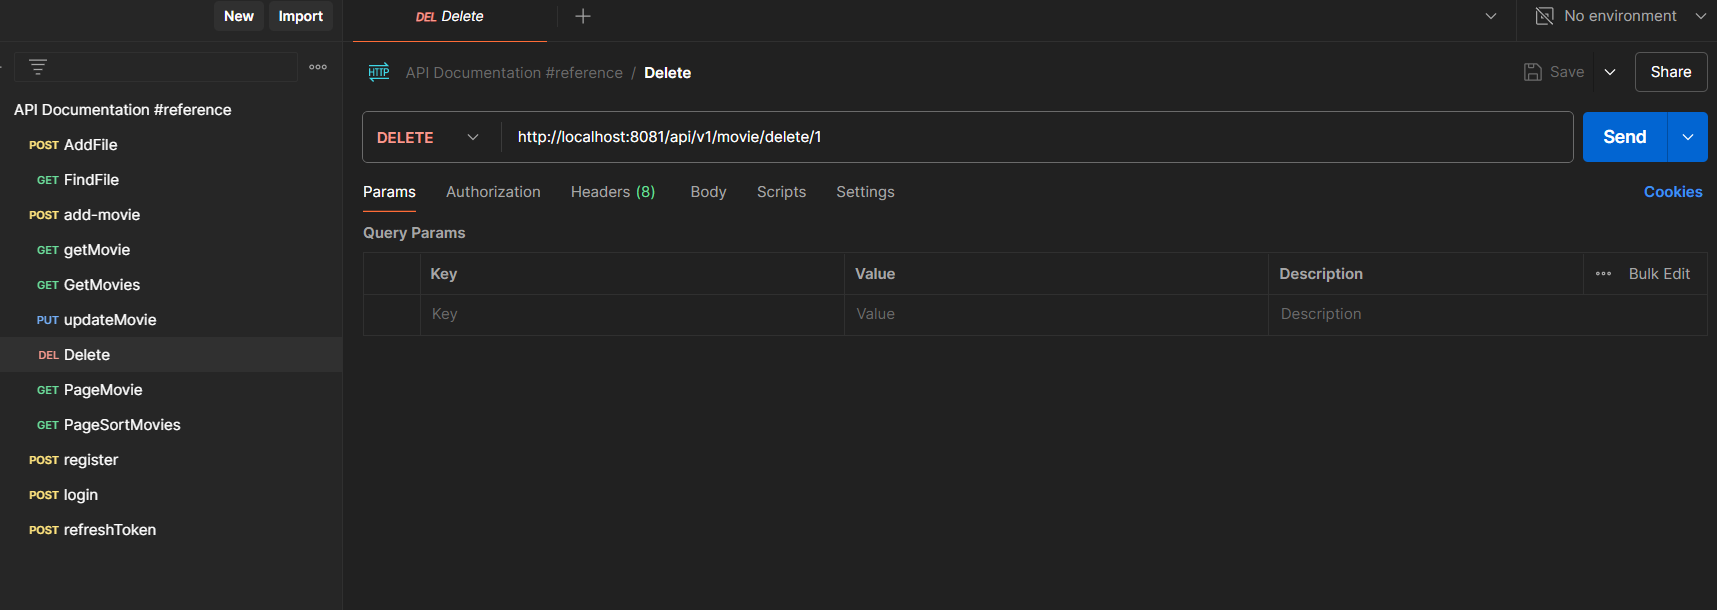 New Import
DEL Delete
No environment
HTTP API Documentation #reference / Delete
Save Share
API Documentation #reference
POST AddFile
GET FindFile
POST add-movie
GET getMovie
GET GetMovies
PUT updateMovie
DEL Delete
GET PageMovie
GET PageSortMovies
POST register
POST login
POST refreshToken
DELETE http://localhost:8081/api/v1/movie/delete/1 Send
Params Authorization Headers (8) Body Scripts Settings Cookies
Query Params
Key Value Description Bulk Edit
Key Value Description